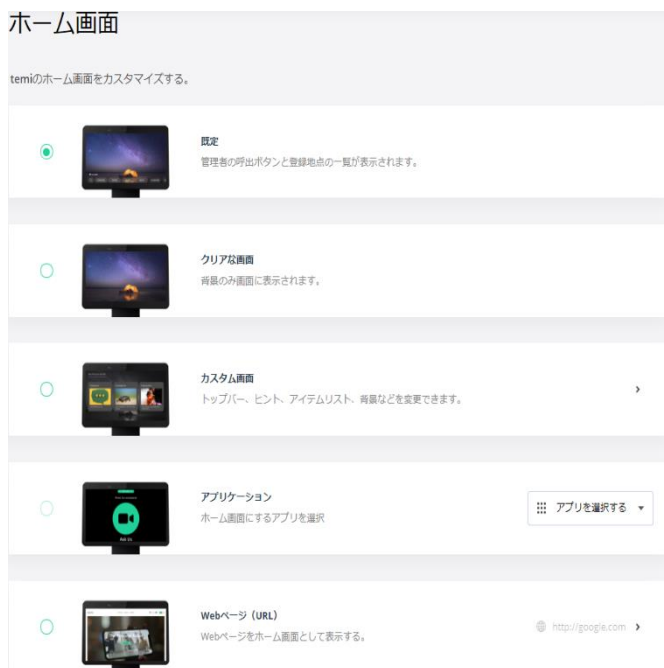 ホーム画面
temiのホーム画面をカスタマイズする。
既定
管理者の呼出ボタンと登録地点の一覧が表示されます。
クリアな画面
背景のみ画面に表示されます。
カスタム画面
トップバー、ヒント、アイテムリスト、背景などを変更できます。
アプリケーション
ホーム画面にするアプリを選択
アプリを選択する
Webページ（URL）
Webページをホーム画面として表示する。
http://google.com